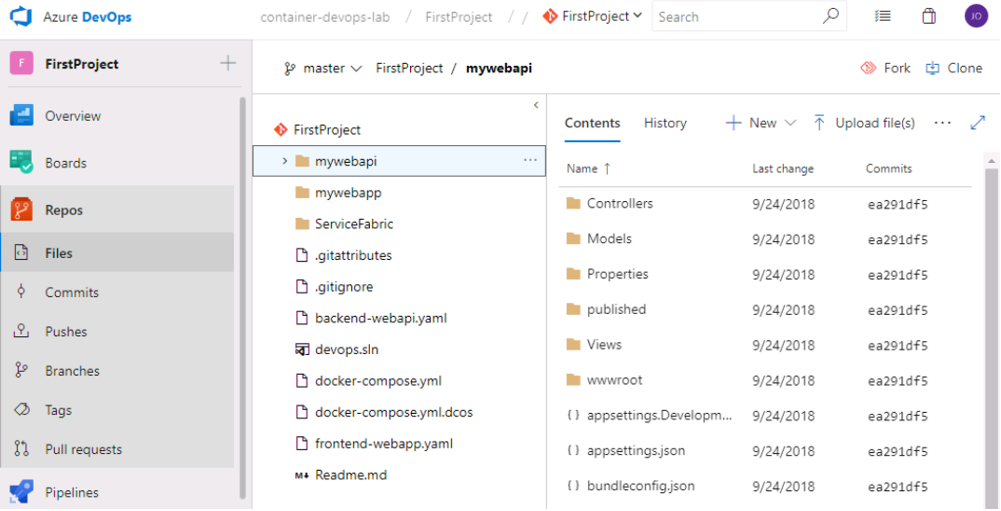 Azure DevOps
container-devops-lab / FirstProject / / FirstProject
Search
JO
F FirstProject
Overview
Boards
Repos
Files
Commits
Pushes
Branches
Tags
Pull requests
Pipelines
master FirstProject / mywebapi
Fork Clone
FirstProject
mywebapi ...
mywebapp
ServiceFabric
.gitattributes
.gitignore
backend-webapi.yaml
devops.sln
docker-compose.yml
docker-compose.yml.dcos
frontend-webapp.yaml
M↓ Readme.md
Contents History + New Upload file(s) ...
Name ↑ Last change Commits
Controllers 9/24/2018 ea291df5
Models 9/24/2018 ea291df5
Properties 9/24/2018 ea291df5
published 9/24/2018 ea291df5
Views 9/24/2018 ea291df5
wwwroot 9/24/2018 ea291df5
{ } appsettings.Developm... 9/24/2018 ea291df5
{ } appsettings.json 9/24/2018 ea291df5
{ } bundleconfig.json 9/24/2018 ea291df5